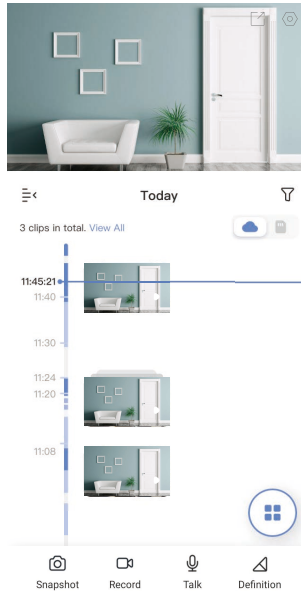 Today
3 clips in total. View All
11:45:21
11:40
11:30
11:24
11:20
11:08
Snapshot Record Talk Definition